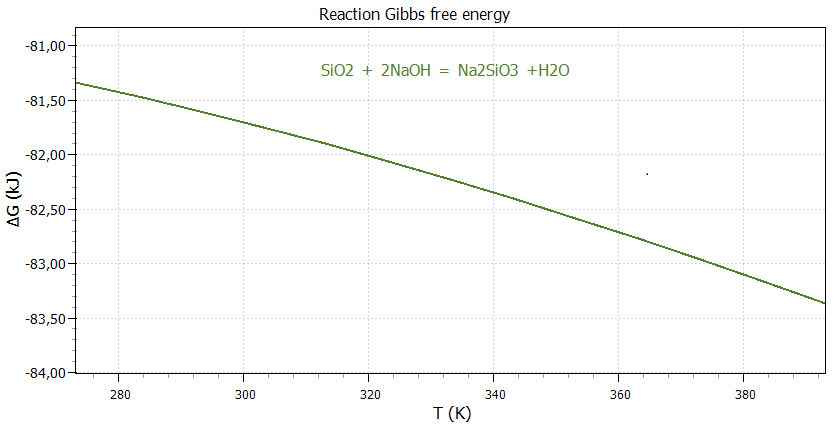 Reaction Gibbs free energy
-81,00
SiO2 + 2NaOH = Na2SiO3 +H2O
-81,50
-82,00
-82,50
-83,00
-83,50
-84,00
ΔG (kJ)
280 300 320 340 360 380
T (K)